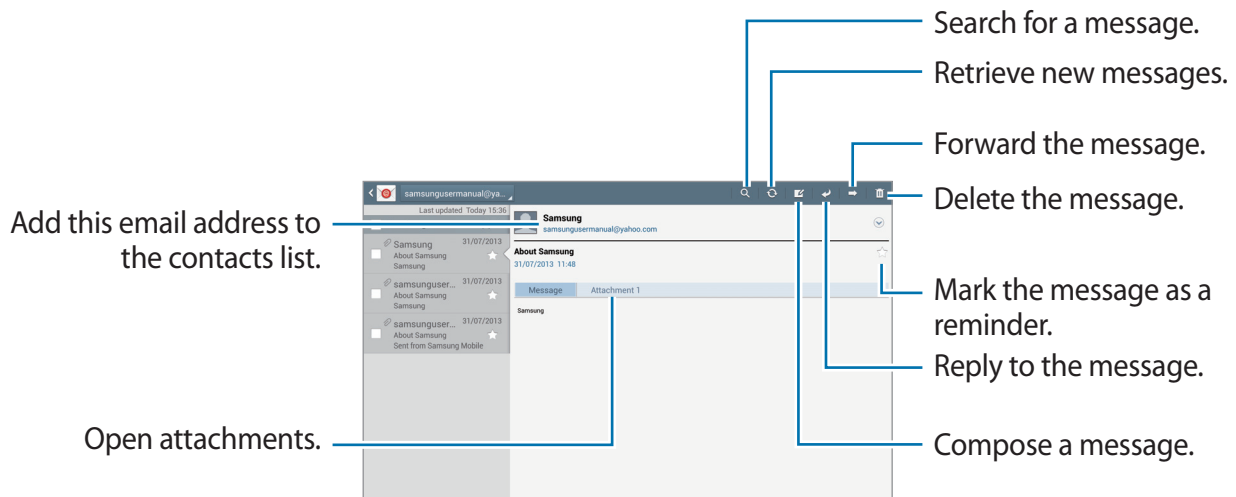 Search for a message.
Retrieve new messages.
Forward the message.
Delete the message.
Add this email address to
the contacts list.
Mark the message as a
reminder.
Reply to the message.
Open attachments.
Compose a message.
samsungusermanual@ya...
Last updated Today 15:36
Samsung 31/07/2013
About Samsung
Samsung
samsunguser... 31/07/2013
About Samsung
Samsung
samsunguser... 31/07/2013
About Samsung
Sent from Samsung Mobile
Samsung
samsungusermanual@yahoo.com
About Samsung
31/07/2013 11:48
Message Attachment 1
Samsung